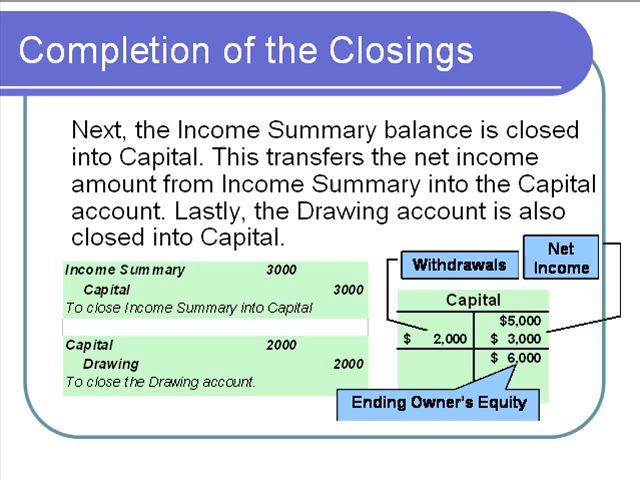 Completion of the Closings
Next, the Income Summary balance is closed
into Capital. This transfers the net income
amount from Income Summary into the Capital
account. Lastly, the Drawing account is also
closed into Capital.
Income Summary 3000
Capital 3000
To close Income Summary into Capital
Capital 2000
Drawing 2000
To close the Drawing account.
Withdrawals
Net
Income
Capital
$5,000
$ 2,000 $ 3,000
$ 6,000
Ending Owner's Equity